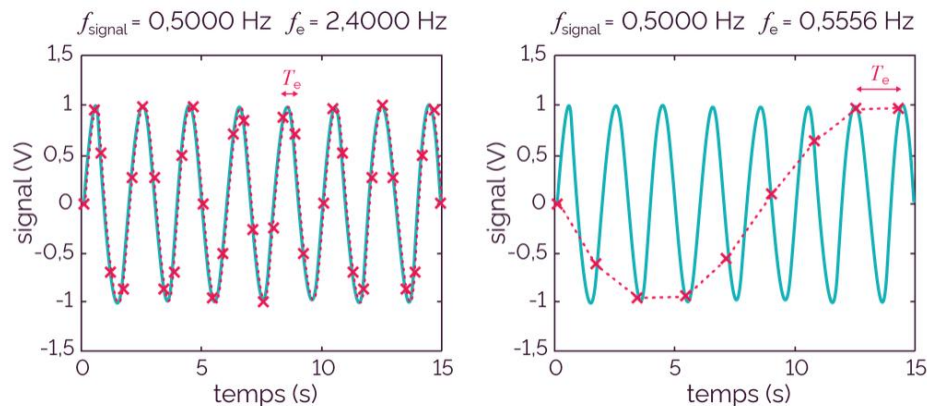 f_signal = 0,5000 Hz f_e = 2,4000 Hz
1,5
1
0,5
0
-0,5
-1
-1,5
signal (V)
T_e
0 5 10 15
temps (s)
f_signal = 0,5000 Hz f_e = 0,5556 Hz
1,5
1
0,5
0
-0,5
-1
-1,5
signal (V)
T_e
0 5 10 15
temps (s)